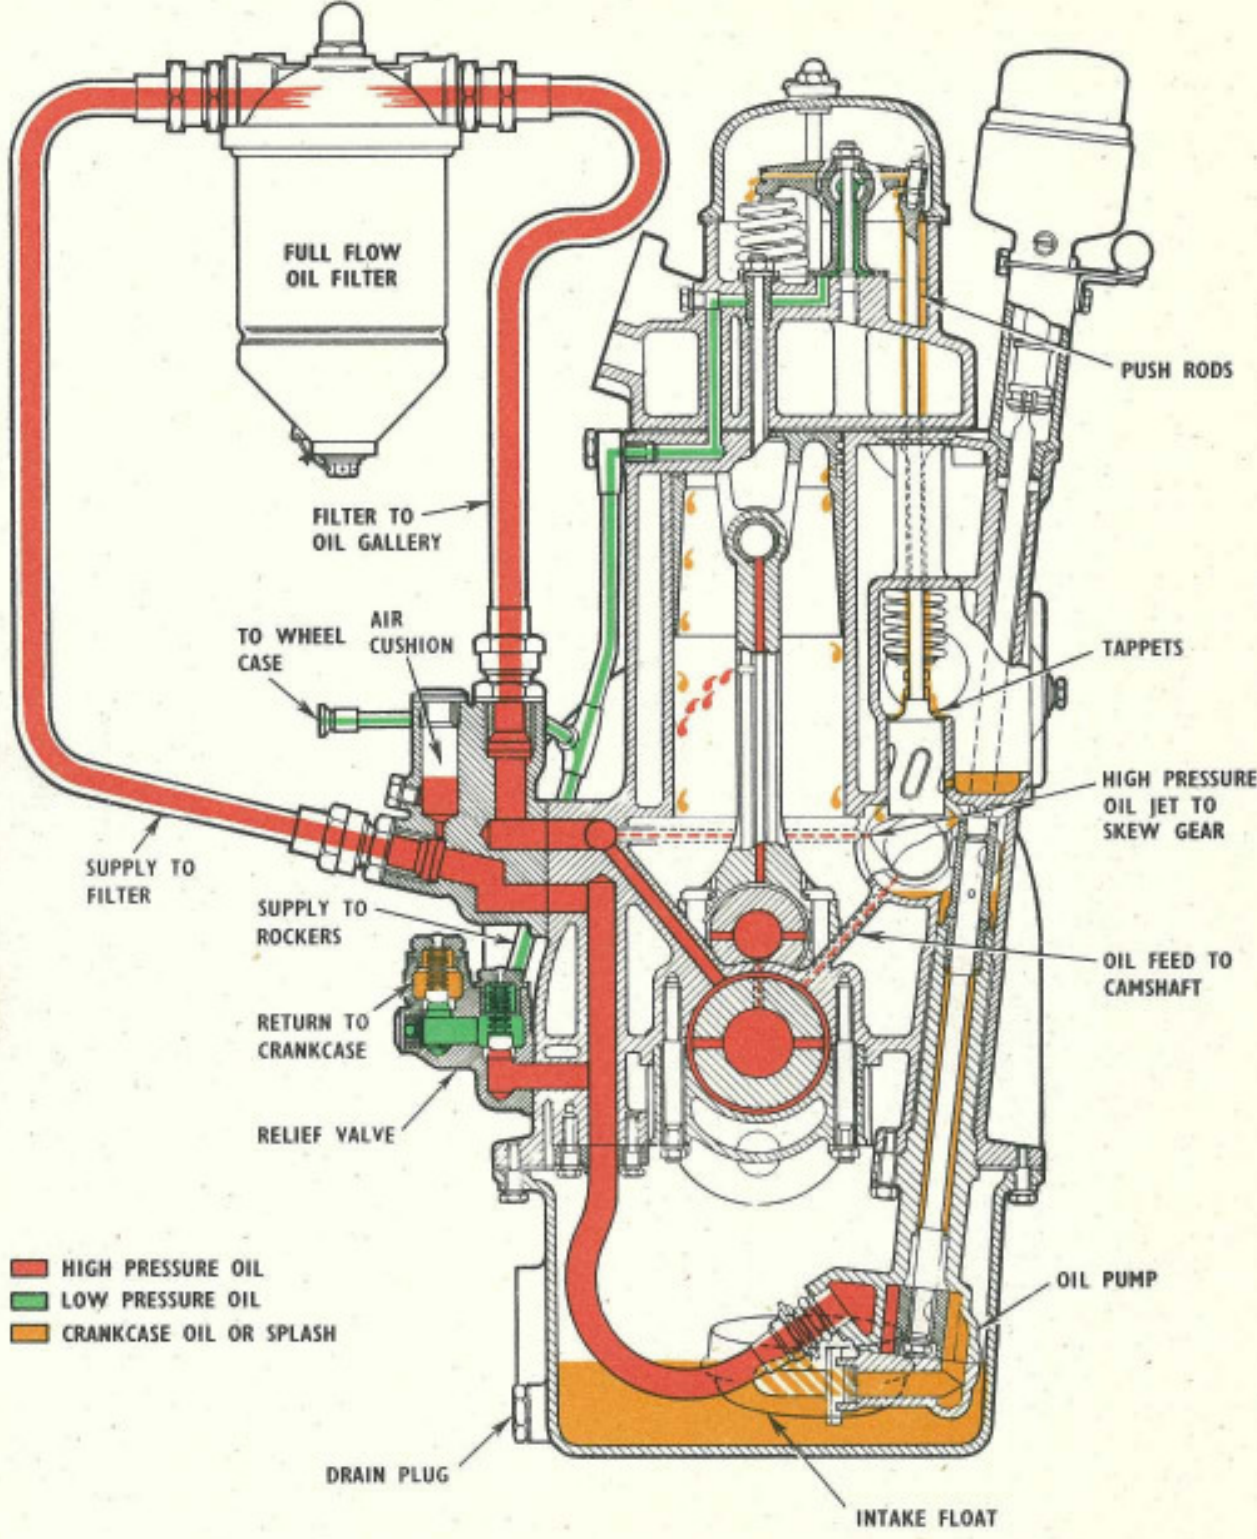 FULL FLOW
OIL FILTER
PUSH RODS
FILTER TO
OIL GALLERY
AIR
CUSHION
TO WHEEL
CASE
TAPPETS
HIGH PRESSURE
OIL JET TO
SKEW GEAR
SUPPLY TO
FILTER
SUPPLY TO
ROCKERS
OIL FEED TO
CAMSHAFT
RETURN TO
CRANKCASE
RELIEF VALVE
HIGH PRESSURE OIL
LOW PRESSURE OIL
CRANKCASE OIL OR SPLASH
OIL PUMP
DRAIN PLUG
INTAKE FLOAT